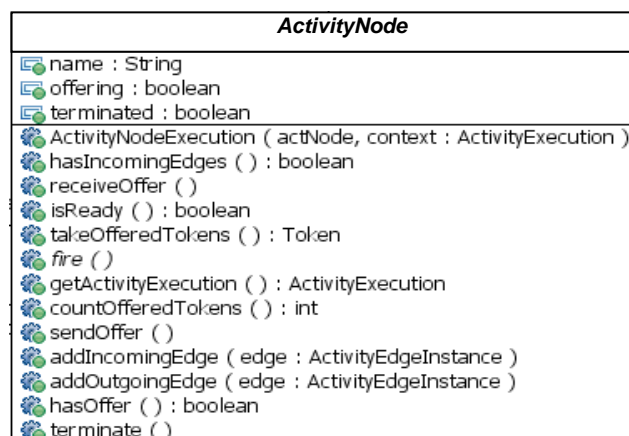 ActivityNode
name : String
offering : boolean
terminated : boolean
ActivityNodeExecution ( actNode, context : ActivityExecution )
hasIncomingEdges ( ) : boolean
receiveOffer ( )
isReady ( ) : boolean
takeOfferedTokens ( ) : Token
fire ( )
getActivityExecution ( ) : ActivityExecution
countOfferedTokens ( ) : int
sendOffer ( )
addIncomingEdge ( edge : ActivityEdgeInstance )
addOutgoingEdge ( edge : ActivityEdgeInstance )
hasOffer ( ) : boolean
terminate ( )